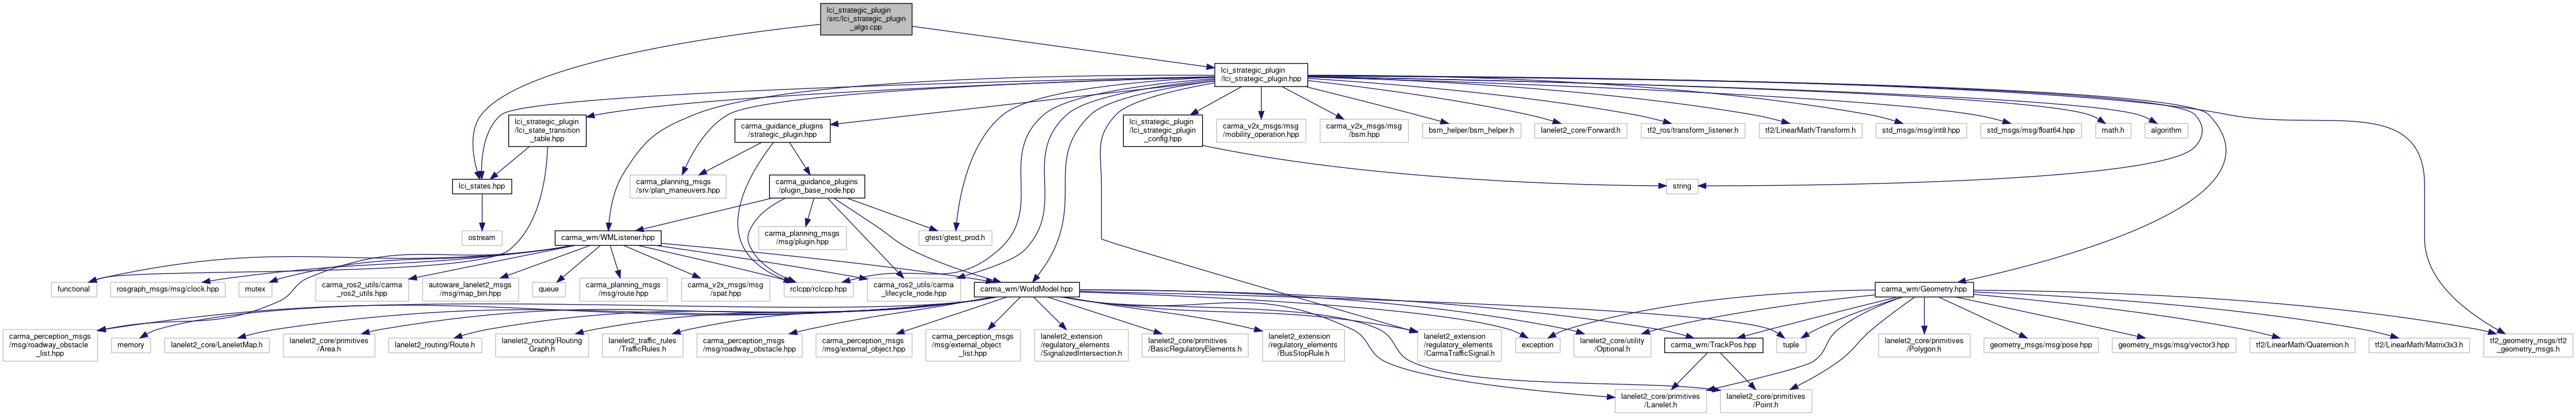 lci_strategic_plugin
/src/lci_strategic_plugin
_algo.cpp
lci_strategic_plugin
/lci_strategic_plugin.hpp
lci_strategic_plugin
/lci_state_transition
_table.hpp
carma_guidance_plugins
/strategic_plugin.hpp
lci_strategic_plugin
/lci_strategic_plugin
_config.hpp
carma_v2x_msgs/msg
/mobility_operation.hpp
carma_v2x_msgs/msg
/bsm.hpp
bsm_helper/bsm_helper.h
lanelet2_core/Forward.h
tf2_ros/transform_listener.h
tf2/LinearMath/Transform.h
std_msgs/msg/int8.hpp
std_msgs/msg/float64.hpp
math.h
algorithm
lci_states.hpp
carma_planning_msgs
/srv/plan_maneuvers.hpp
carma_guidance_plugins
/plugin_base_node.hpp
string
ostream
carma_wm/WMListener.hpp
carma_planning_msgs
/msg/plugin.hpp
gtest/gtest_prod.h
functional
rosgraph_msgs/msg/clock.hpp
mutex
carma_ros2_utils/carma
_ros2_utils.hpp
autoware_lanelet2_msgs
/msg/map_bin.hpp
queue
carma_planning_msgs
/msg/route.hpp
carma_v2x_msgs/msg
/spat.hpp
rclcpp/rclcpp.hpp
carma_ros2_utils/carma
_lifecycle_node.hpp
carma_wm/WorldModel.hpp
carma_wm/Geometry.hpp
carma_perception_msgs
/msg/roadway_obstacle
_list.hpp
memory
lanelet2_core/LaneletMap.h
lanelet2_core/primitives
/Area.h
lanelet2_routing/Route.h
lanelet2_routing/Routing
Graph.h
lanelet2_traffic_rules
/TrafficRules.h
carma_perception_msgs
/msg/roadway_obstacle.hpp
carma_perception_msgs
/msg/external_object.hpp
carma_perception_msgs
/msg/external_object
_list.hpp
lanelet2_extension
/regulatory_elements
/SignalizedIntersection.h
lanelet2_core/primitives
/BasicRegulatoryElements.h
lanelet2_extension
/regulatory_elements
/BusStopRule.h
lanelet2_extension
/regulatory_elements
/CarmaTrafficSignal.h
exception
lanelet2_core/utility
/Optional.h
carma_wm/TrackPos.hpp
tuple
lanelet2_core/primitives
/Polygon.h
geometry_msgs/msg/pose.hpp
geometry_msgs/msg/vector3.hpp
tf2/LinearMath/Quaternion.h
tf2/LinearMath/Matrix3x3.h
tf2_geometry_msgs/tf2
_geometry_msgs.h
lanelet2_core/primitives
/Lanelet.h
lanelet2_core/primitives
/Point.h